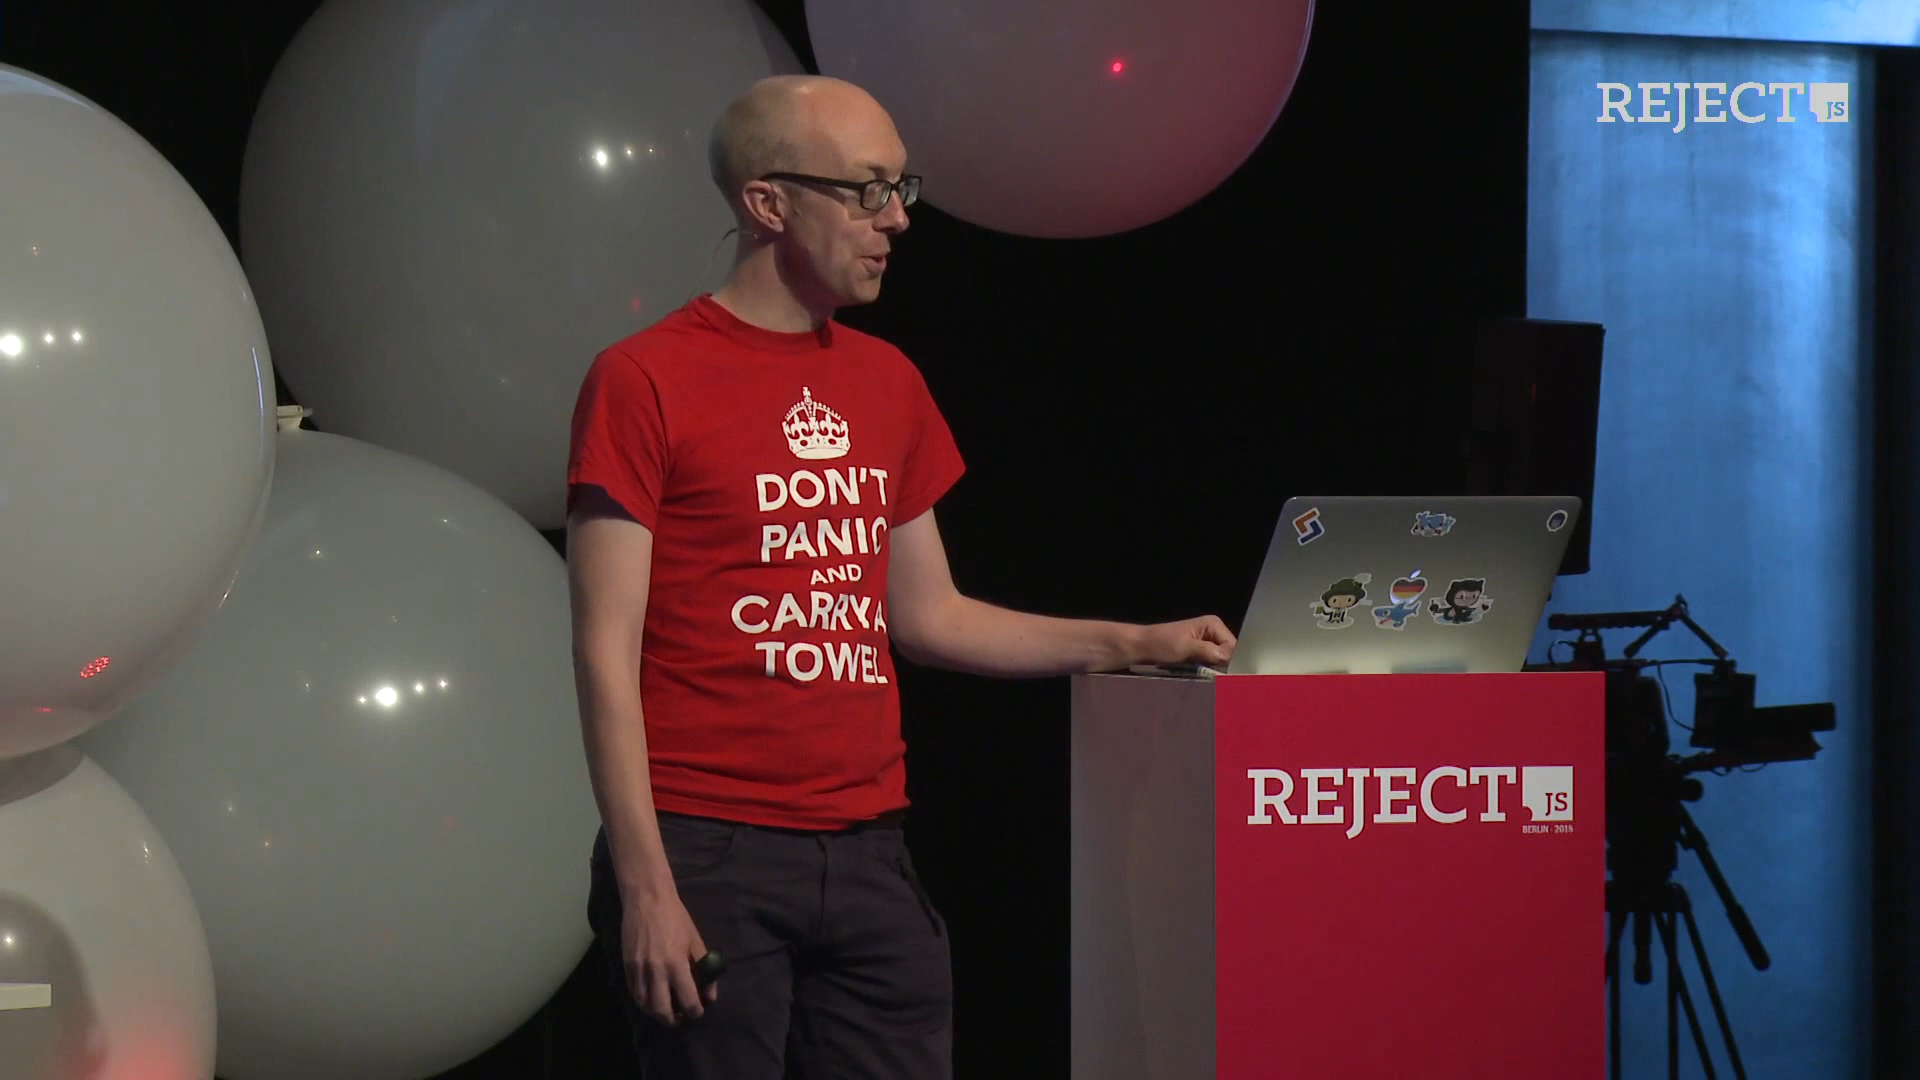 REJECT JS
DON'T
PANIC
AND
CARRY A
TOWEL
REJECT JS
BERLIN - 2015